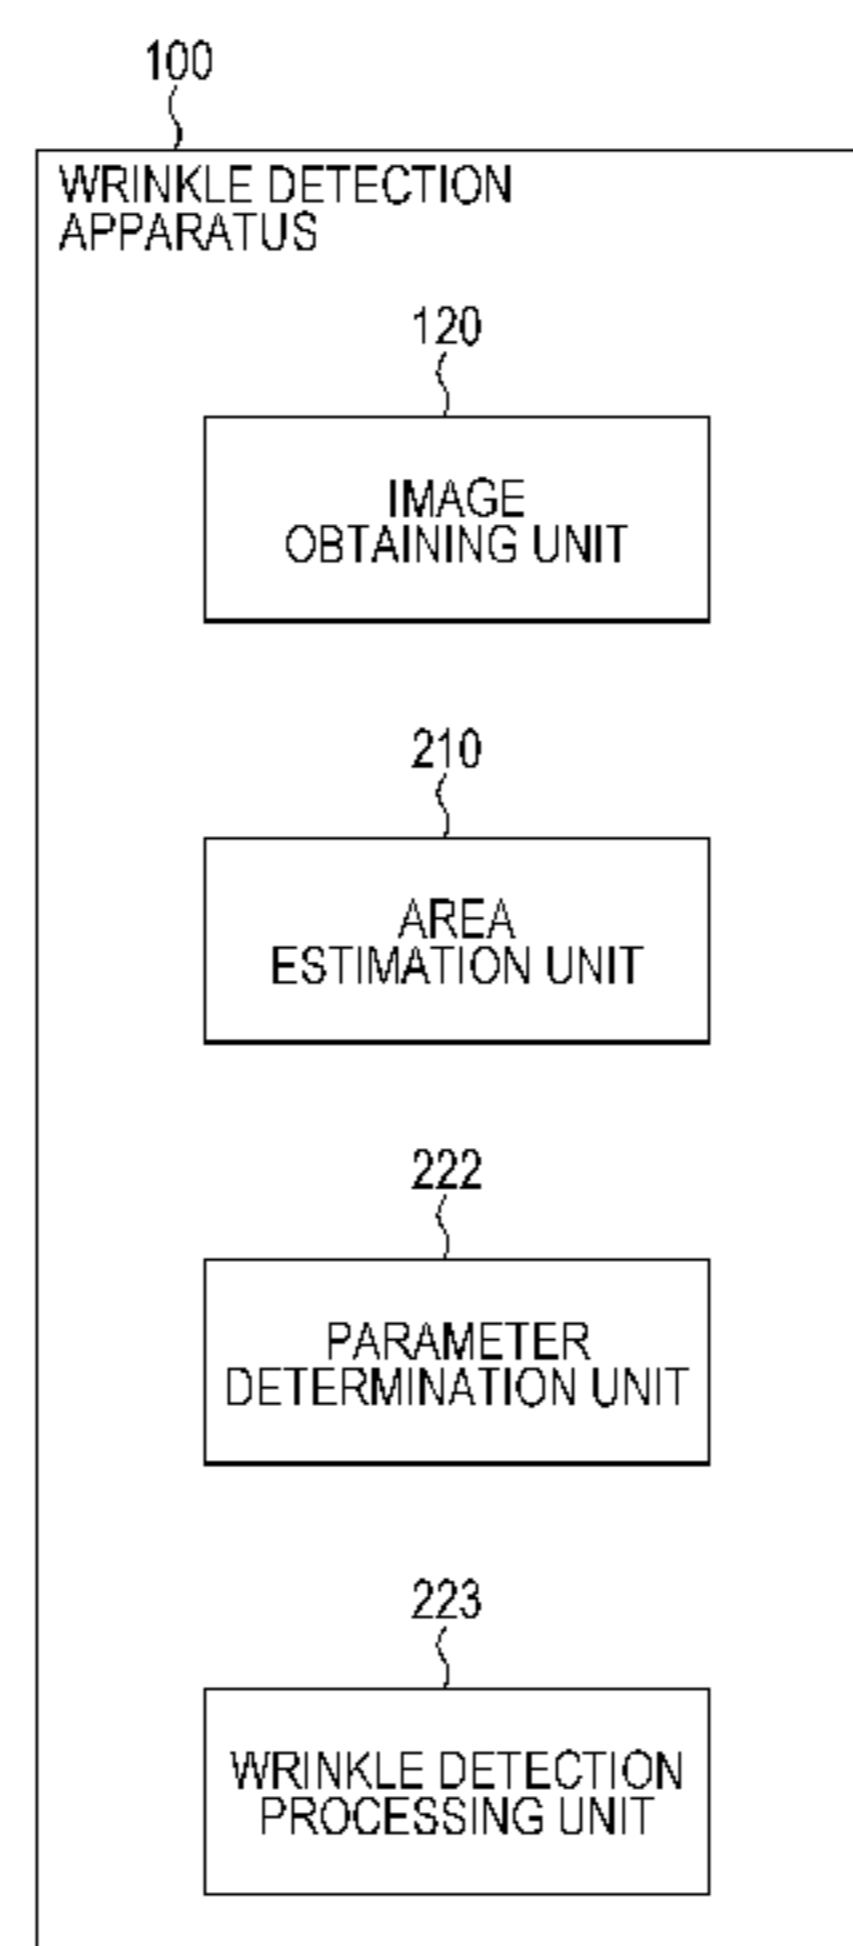 100
WRINKLE DETECTION
APPARATUS
120
IMAGE
OBTAINING UNIT
210
AREA
ESTIMATION UNIT
222
PARAMETER
DETERMINATION UNIT
223
WRINKLE DETECTION
PROCESSING UNIT